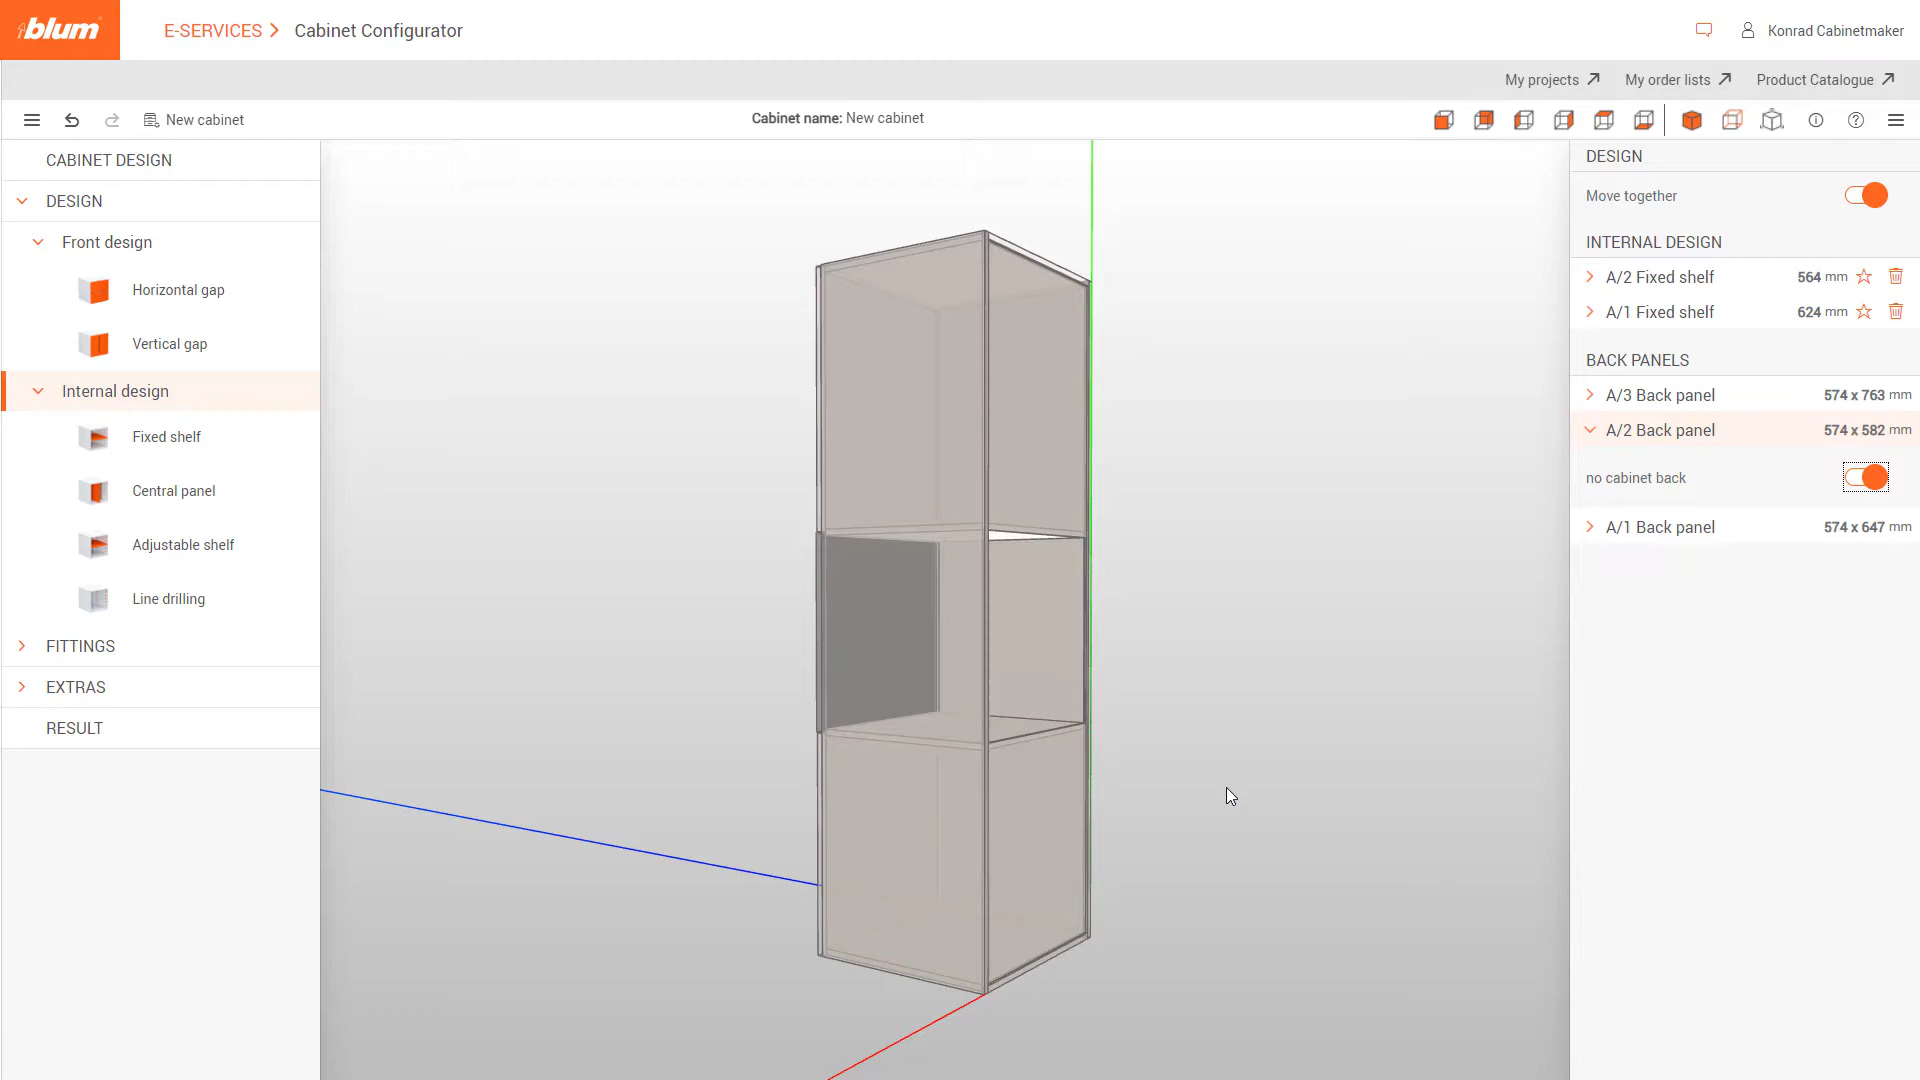 blum
E-SERVICES Cabinet Configurator
Konrad Cabinetmaker
My projects
My order lists
Product Catalogue
New cabinet
Cabinet name: New cabinet
CABINET DESIGN
DESIGN
Front design
Horizontal gap
Vertical gap
Internal design
Fixed shelf
Central panel
Adjustable shelf
Line drilling
FITTINGS
EXTRAS
RESULT
DESIGN
Move together
INTERNAL DESIGN
A/2 Fixed shelf 564 mm
A/1 Fixed shelf 624 mm
BACK PANELS
A/3 Back panel 574 x 763 mm
A/2 Back panel 574 x 582 mm
no cabinet back
A/1 Back panel 574 x 647 mm